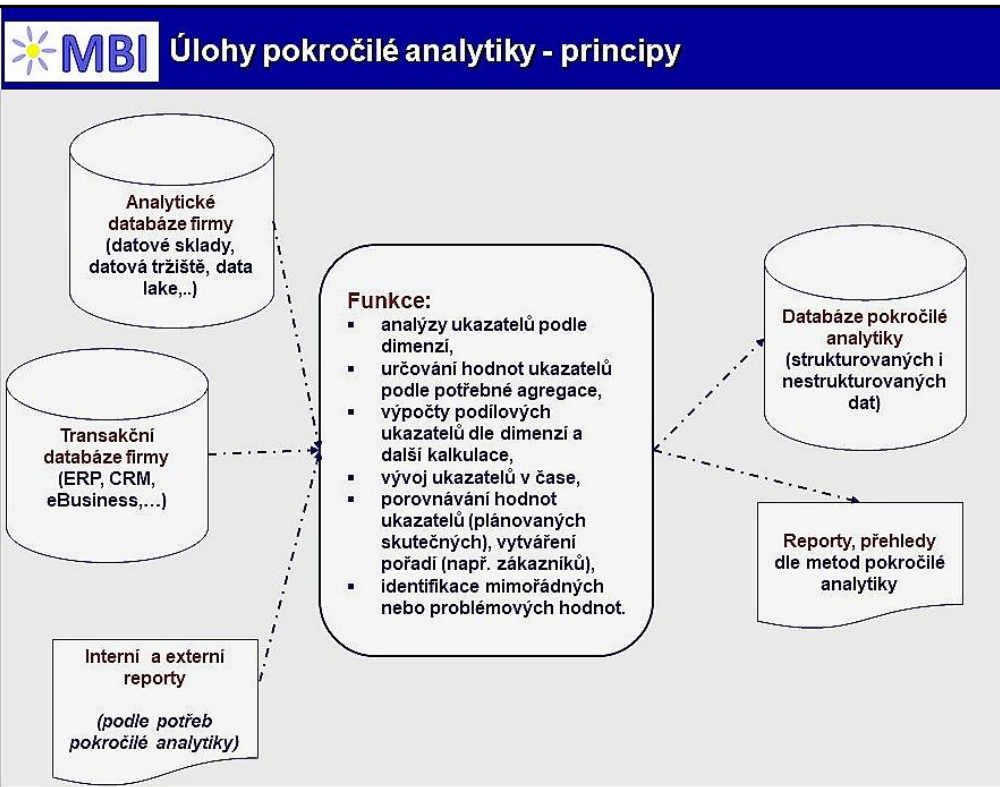 MBI Úlohy pokročilé analytiky - principy
Analytické
databáze firmy
(datové sklady,
datová tržiště, data
lake,..)
Transakční
databáze firmy
(ERP, CRM,
eBusiness,...)
Interní a externí
reporty
(podle potřeb
pokročilé analytiky)
Funkce:
▪ analýzy ukazatelů podle
dimenzí,
▪ určování hodnot ukazatelů
podle potřebné agregace,
▪ výpočty podílových
ukazatelů dle dimenzí a
další kalkulace,
▪ vývoj ukazatelů v čase,
▪ porovnávání hodnot
ukazatelů (plánovaných
skutečných), vytváření
pořadí (např. zákazníků),
▪ identifikace mimořádných
nebo problémových hodnot.
Databáze pokročilé
analytiky
(strukturovaných i
nestrukturovaných
dat)
Reporty, přehledy
dle metod pokročilé
analytiky